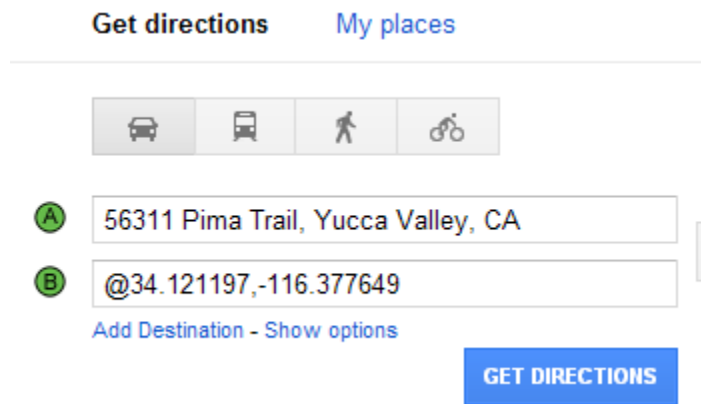 Get directions My places
A 56311 Pima Trail, Yucca Valley, CA
B @34.121197,-116.377649
Add Destination - Show options
GET DIRECTIONS